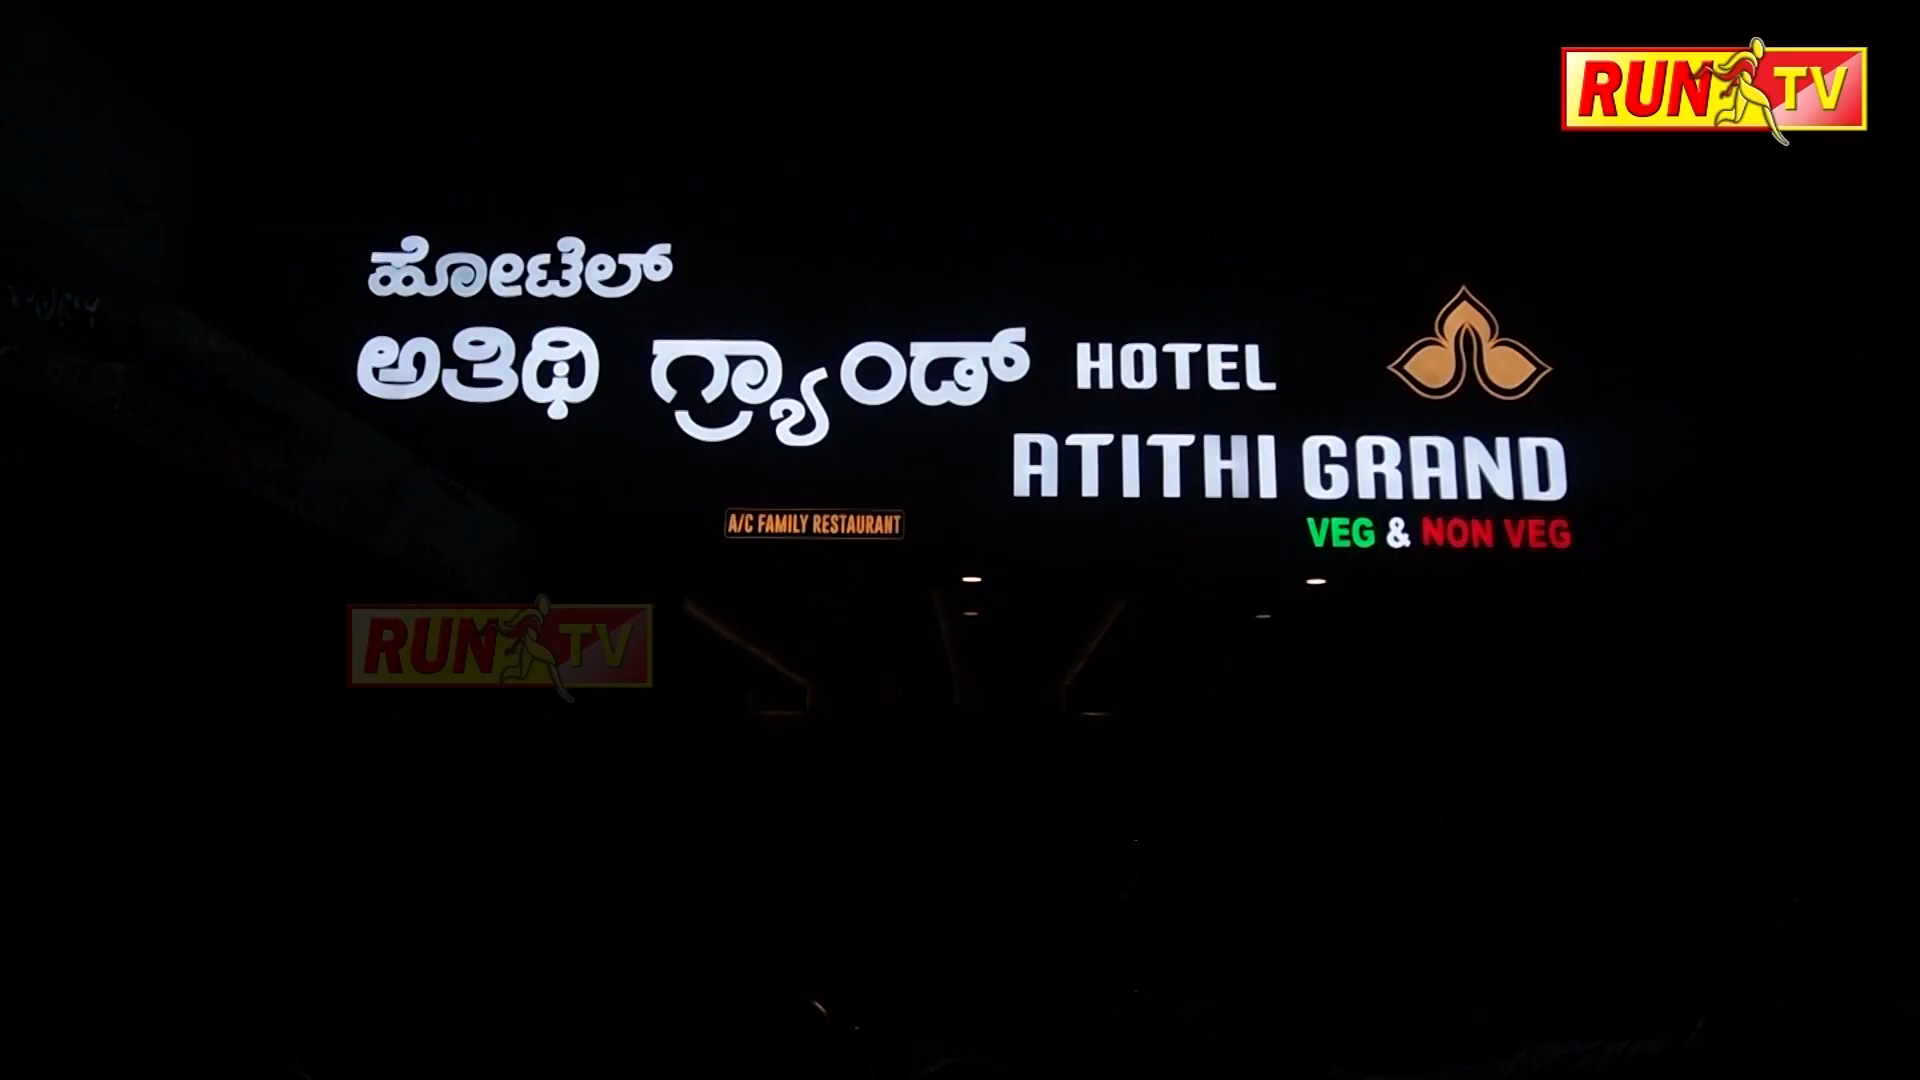 RUN TV
ಹೋಟೆಲ್
ಅತಿಥಿ ಗ್ರ್ಯಾಂಡ್
HOTEL
ATITHI GRAND
A/C FAMILY RESTAURANT
VEG & NON VEG
RUN TV